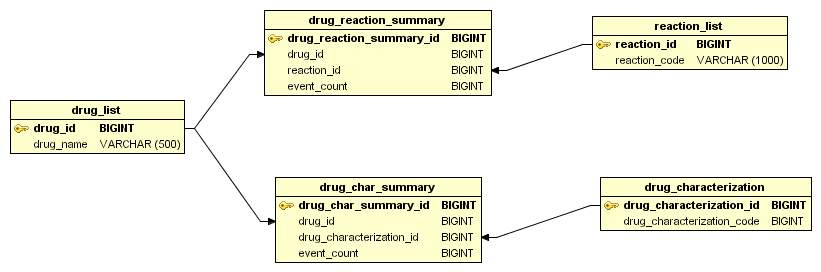 drug_reaction_summary
drug_reaction_summary_id BIGINT
drug_id BIGINT
reaction_id BIGINT
event_count BIGINT
reaction_list
reaction_id BIGINT
reaction_code VARCHAR (1000)
drug_list
drug_id BIGINT
drug_name VARCHAR (500)
drug_char_summary
drug_char_summary_id BIGINT
drug_id BIGINT
drug_characterization_id BIGINT
event_count BIGINT
drug_characterization
drug_characterization_id BIGINT
drug_characterization_code BIGINT